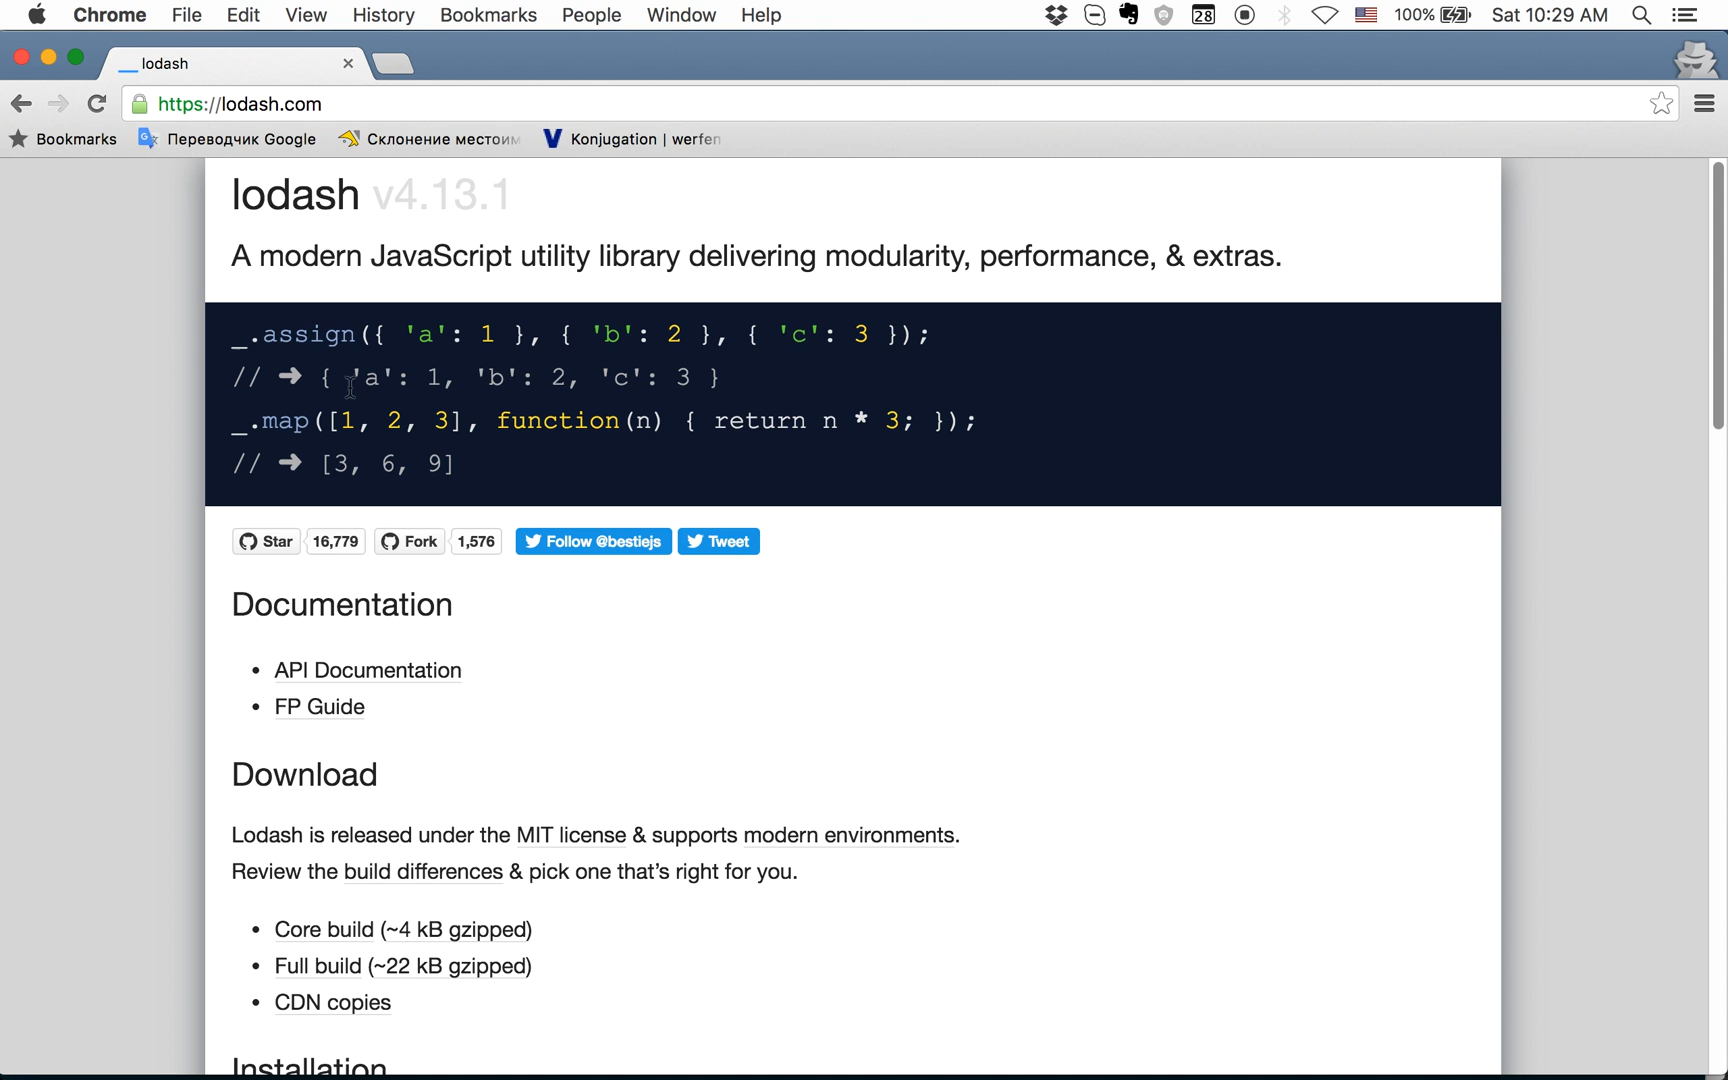 Chrome File Edit View History Bookmarks People Window Help 28 100% Sat 10:29 AM
lodash
https://lodash.com
Bookmarks Переводчик Google Склонение местоим Konjugation | werfen
lodash v4.13.1
A modern JavaScript utility library delivering modularity, performance, & extras.
_.assign({ 'a': 1 }, { 'b': 2 }, { 'c': 3 });
// ➜ { 'a': 1, 'b': 2, 'c': 3 }
_.map([1, 2, 3], function(n) { return n * 3; });
// ➜ [3, 6, 9]
Star 16,779 Fork 1,576 Follow @bestiejs Tweet
Documentation
• API Documentation
• FP Guide
Download
Lodash is released under the MIT license & supports modern environments.
Review the build differences & pick one that’s right for you.
• Core build (~4 kB gzipped)
• Full build (~22 kB gzipped)
• CDN copies
Installation